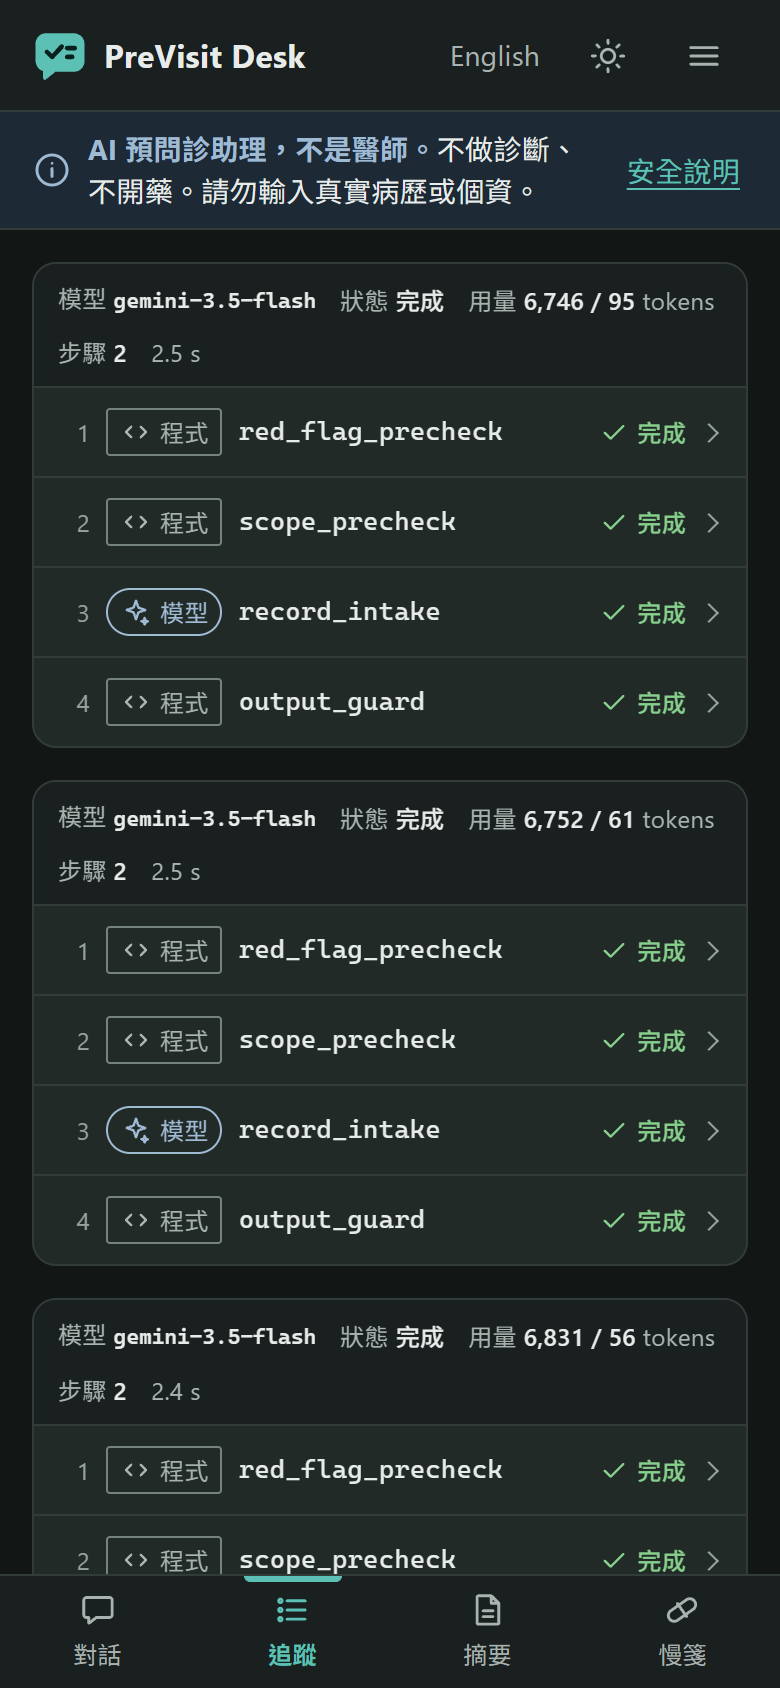 PreVisit Desk English
AI 預問診助理，不是醫師。不做診斷、
不開藥。請勿輸入真實病歷或個資。
安全說明
模型 gemini-3.5-flash 狀態 完成 用量 6,746 / 95 tokens
步驟 2 2.5 s
1 程式 red_flag_precheck 完成
2 程式 scope_precheck 完成
3 模型 record_intake 完成
4 程式 output_guard 完成
模型 gemini-3.5-flash 狀態 完成 用量 6,752 / 61 tokens
步驟 2 2.5 s
1 程式 red_flag_precheck 完成
2 程式 scope_precheck 完成
3 模型 record_intake 完成
4 程式 output_guard 完成
模型 gemini-3.5-flash 狀態 完成 用量 6,831 / 56 tokens
步驟 2 2.4 s
1 程式 red_flag_precheck 完成
2 程式 scope_precheck 完成
對話 追蹤 摘要 慢箋